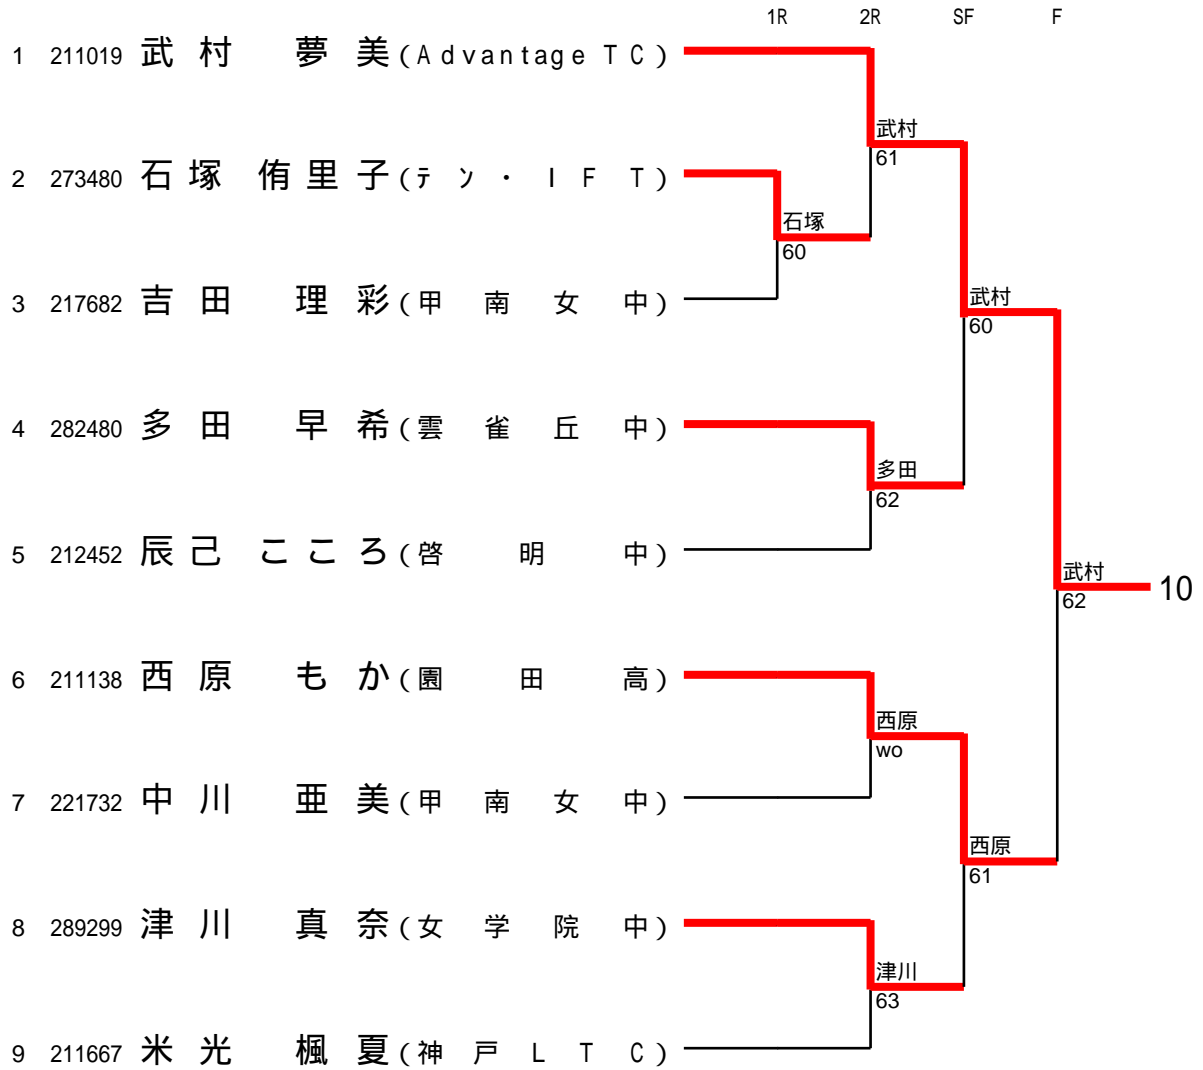 1R 2R SF F
1 211019 武村 夢美 (Advantage TC)
武村
61
2 273480 石塚 侑里子 (テン・IFT)
石塚
60
3 217682 吉田 理彩 (甲南女中)
武村
60
4 282480 多田 早希 (雲雀丘中)
多田
62
5 212452 辰己 こころ (啓明中)
武村
62
10
6 211138 西原 もか (園田高)
西原
wo
7 221732 中川 亜美 (甲南女中)
西原
61
8 289299 津川 真奈 (女学院中)
津川
63
9 211667 米光 楓夏 (神戸LTC)